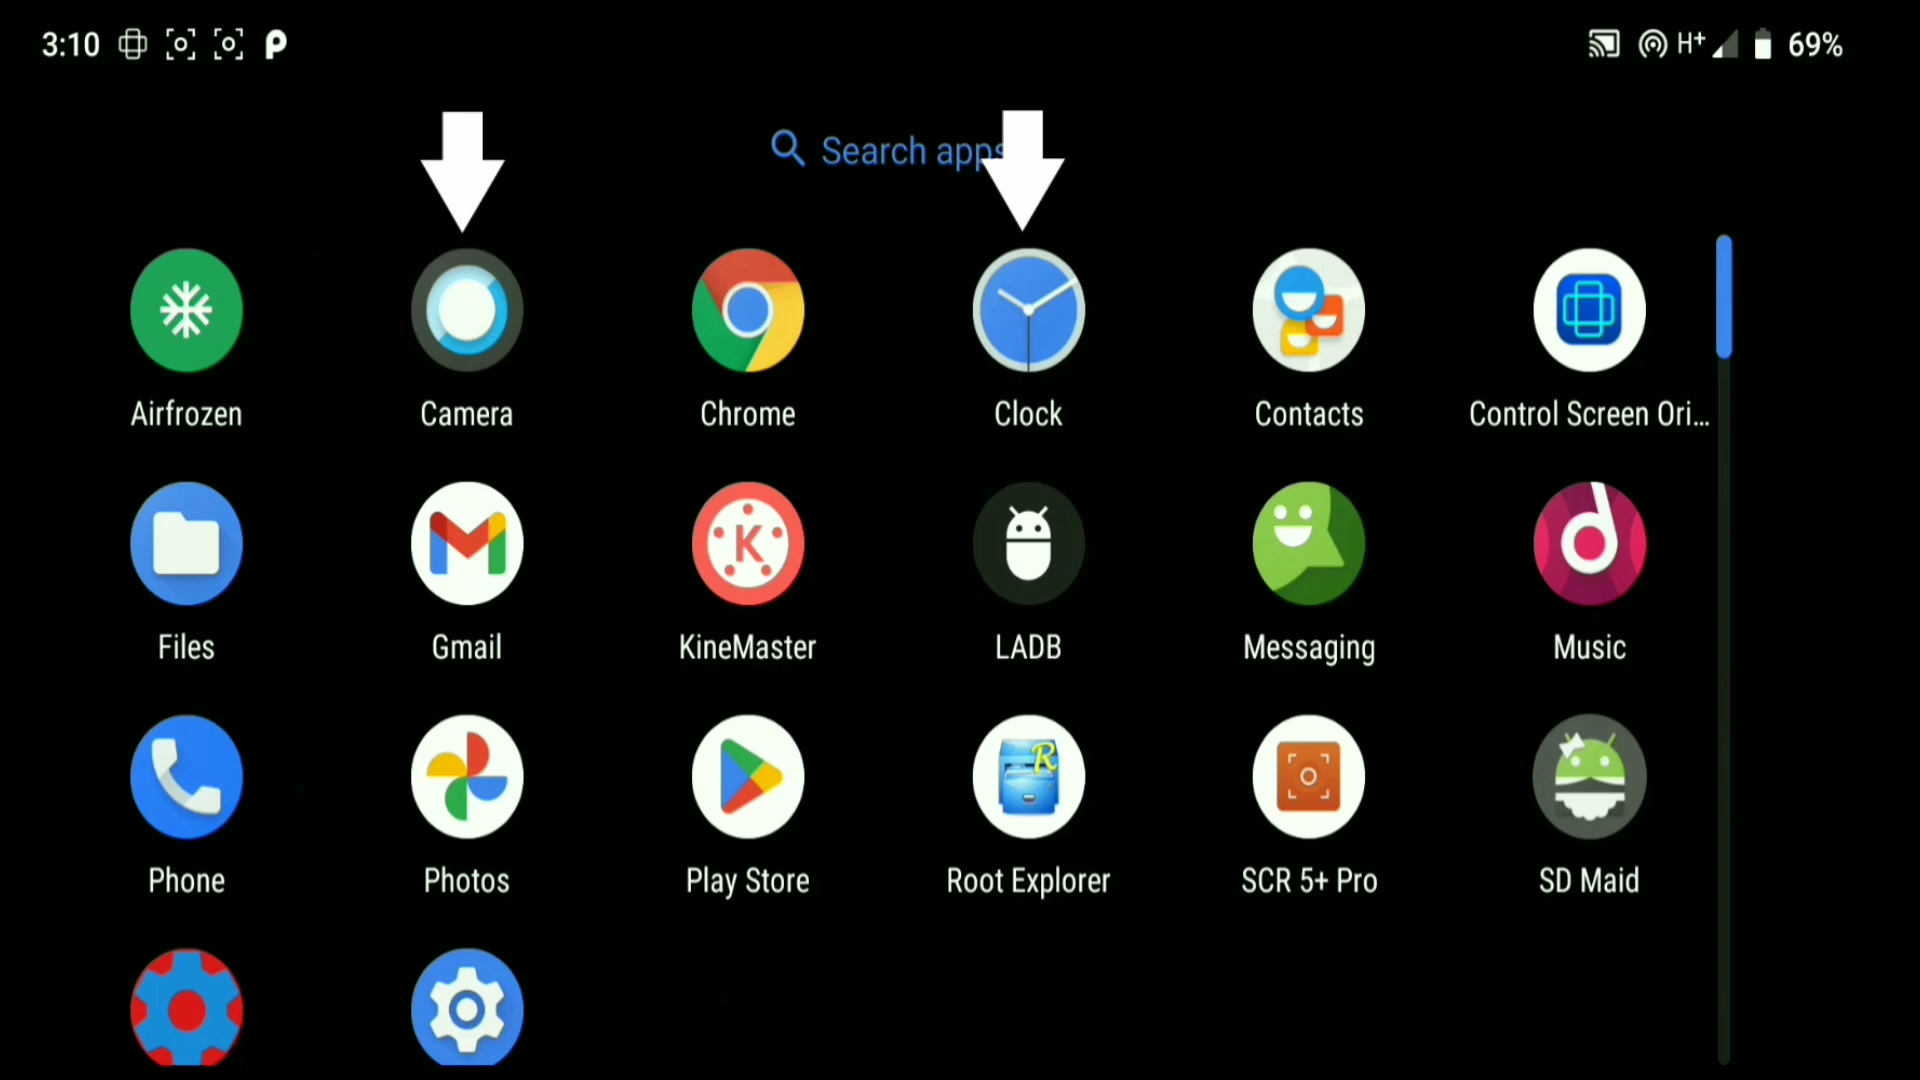 3:10 H+ 69%
Search apps
Airfrozen Camera Chrome Clock Contacts Control Screen Ori...
Files Gmail KineMaster LADB Messaging Music
Phone Photos Play Store Root Explorer SCR 5+ Pro SD Maid